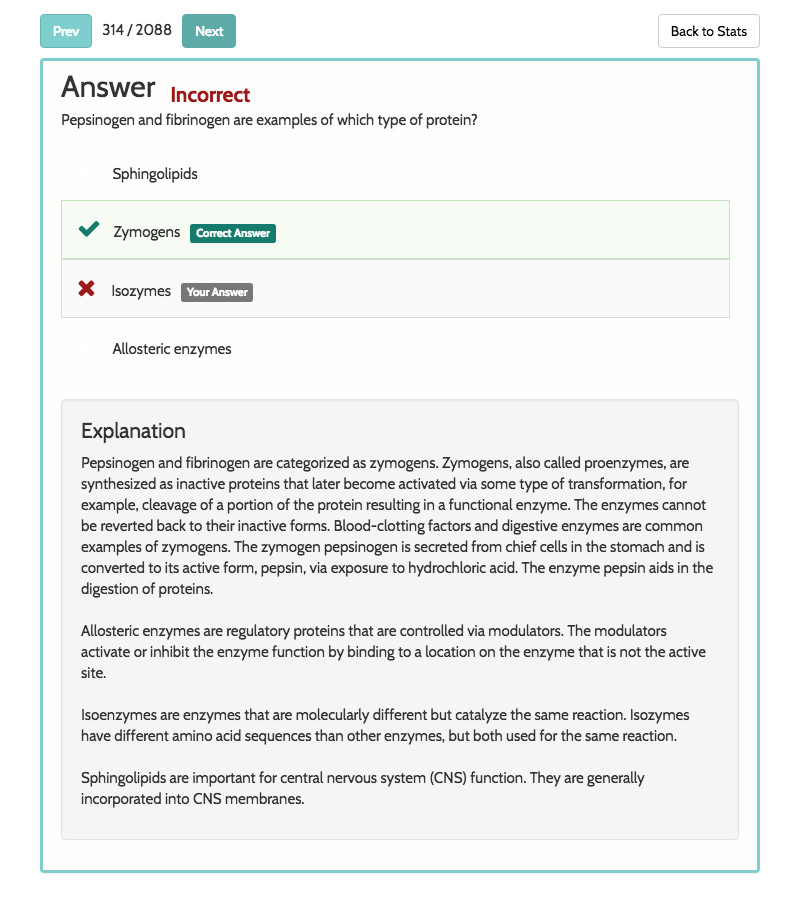 Prev 314 / 2088 Next Back to Stats
Answer Incorrect
Pepsinogen and fibrinogen are examples of which type of protein?
Sphingolipids
Zymogens Correct Answer
Isozymes Your Answer
Allosteric enzymes
Explanation
Pepsinogen and fibrinogen are categorized as zymogens. Zymogens, also called proenzymes, are
synthesized as inactive proteins that later become activated via some type of transformation, for
example, cleavage of a portion of the protein resulting in a functional enzyme. The enzymes cannot
be reverted back to their inactive forms. Blood-clotting factors and digestive enzymes are common
examples of zymogens. The zymogen pepsinogen is secreted from chief cells in the stomach and is
converted to its active form, pepsin, via exposure to hydrochloric acid. The enzyme pepsin aids in the
digestion of proteins.
Allosteric enzymes are regulatory proteins that are controlled via modulators. The modulators
activate or inhibit the enzyme function by binding to a location on the enzyme that is not the active
site.
Isoenzymes are enzymes that are molecularly different but catalyze the same reaction. Isozymes
have different amino acid sequences than other enzymes, but both used for the same reaction.
Sphingolipids are important for central nervous system (CNS) function. They are generally
incorporated into CNS membranes.